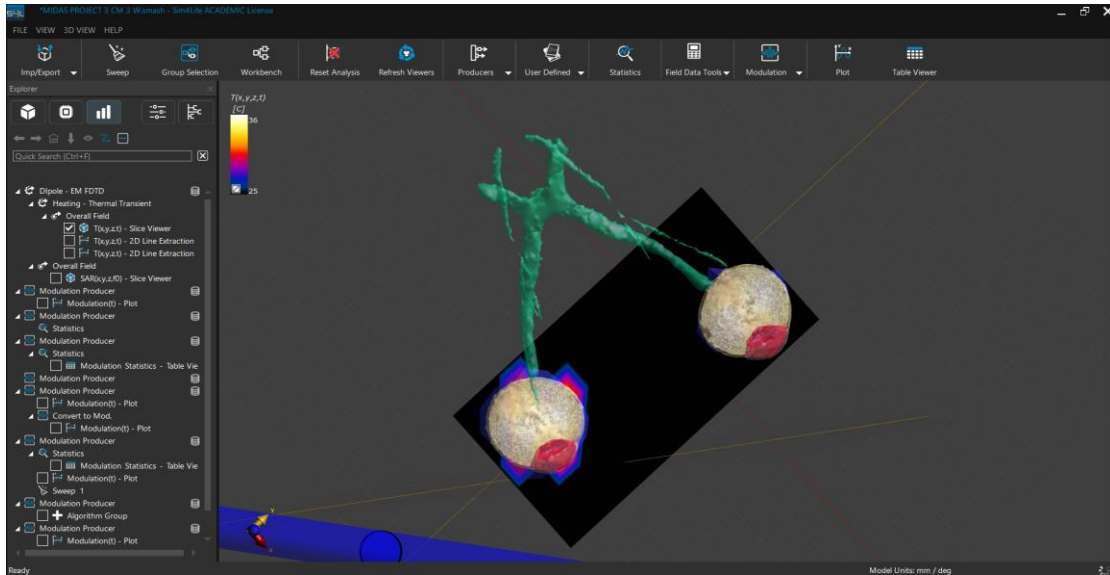 *MIDAS PROJECT 3 CM 3 W.smash - Sim4Life ACADEMIC License
FILE VIEW 3D VIEW HELP
Imp/Export Sweep Group Selection Workbench Reset Analysis Refresh Viewers Producers User Defined Statistics Field Data Tools Modulation Plot Table Viewer
Explorer
Quick Search (Ctrl+F)
Dipole - EM FDTD
Heating - Thermal Transient
Overall Field
T(x,y,z,t) - Slice Viewer
T(x,y,z,t) - 2D Line Extraction
T(x,y,z,t) - 2D Line Extraction
Overall Field
SAR(x,y,z,f0) - Slice Viewer
Modulation Producer
Modulation(t) - Plot
Modulation Producer
Statistics
Modulation Producer
Statistics
Modulation Statistics - Table Vie
Modulation Producer
Modulation Producer
Modulation(t) - Plot
Convert to Mod.
Modulation(t) - Plot
Modulation Producer
Statistics
Modulation Statistics - Table Vie
Modulation(t) - Plot
Sweep 1
Modulation Producer
Algorithm Group
Modulation Producer
Modulation(t) - Plot
T(x,y,z,t)
[C]
36
25
Y
Ready
Model Units: mm / deg